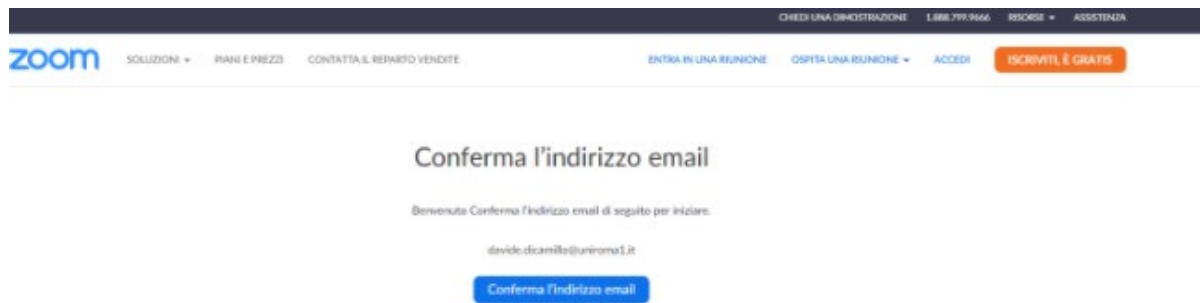 CHIEDI UNA DIMOSTRAZIONE 1.888.799.9666 RISORSE ASSISTENZA
zoom SOLUZIONI PIANI E PREZZI CONTATTA IL REPARTO VENDITE ENTRA IN UNA RIUNIONE OSPITA UNA RIUNIONE ACCEDI ISCRIVITI, È GRATIS
Conferma l'indirizzo email
Benvenuto Conferma l'indirizzo email di seguito per iniziare.
davide.dicamillo@uniroma1.it
Conferma l'indirizzo email